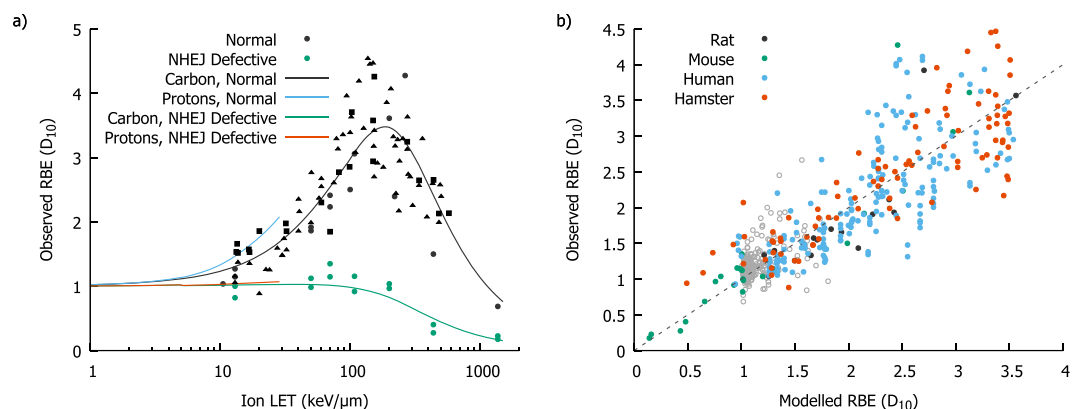 a)
5
4
3
2
1
0
Observed RBE (D10)
Normal
NHEJ Defective
Carbon, Normal
Protons, Normal
Carbon, NHEJ Defective
Protons, NHEJ Defective
1
10
100
1000
Ion LET (keV/μm)
b)
4.5
4
3.5
3
2.5
2
1.5
1
0.5
0
Observed RBE (D10)
Rat
Mouse
Human
Hamster
0
0.5
1
1.5
2
2.5
3
3.5
4
Modelled RBE (D10)